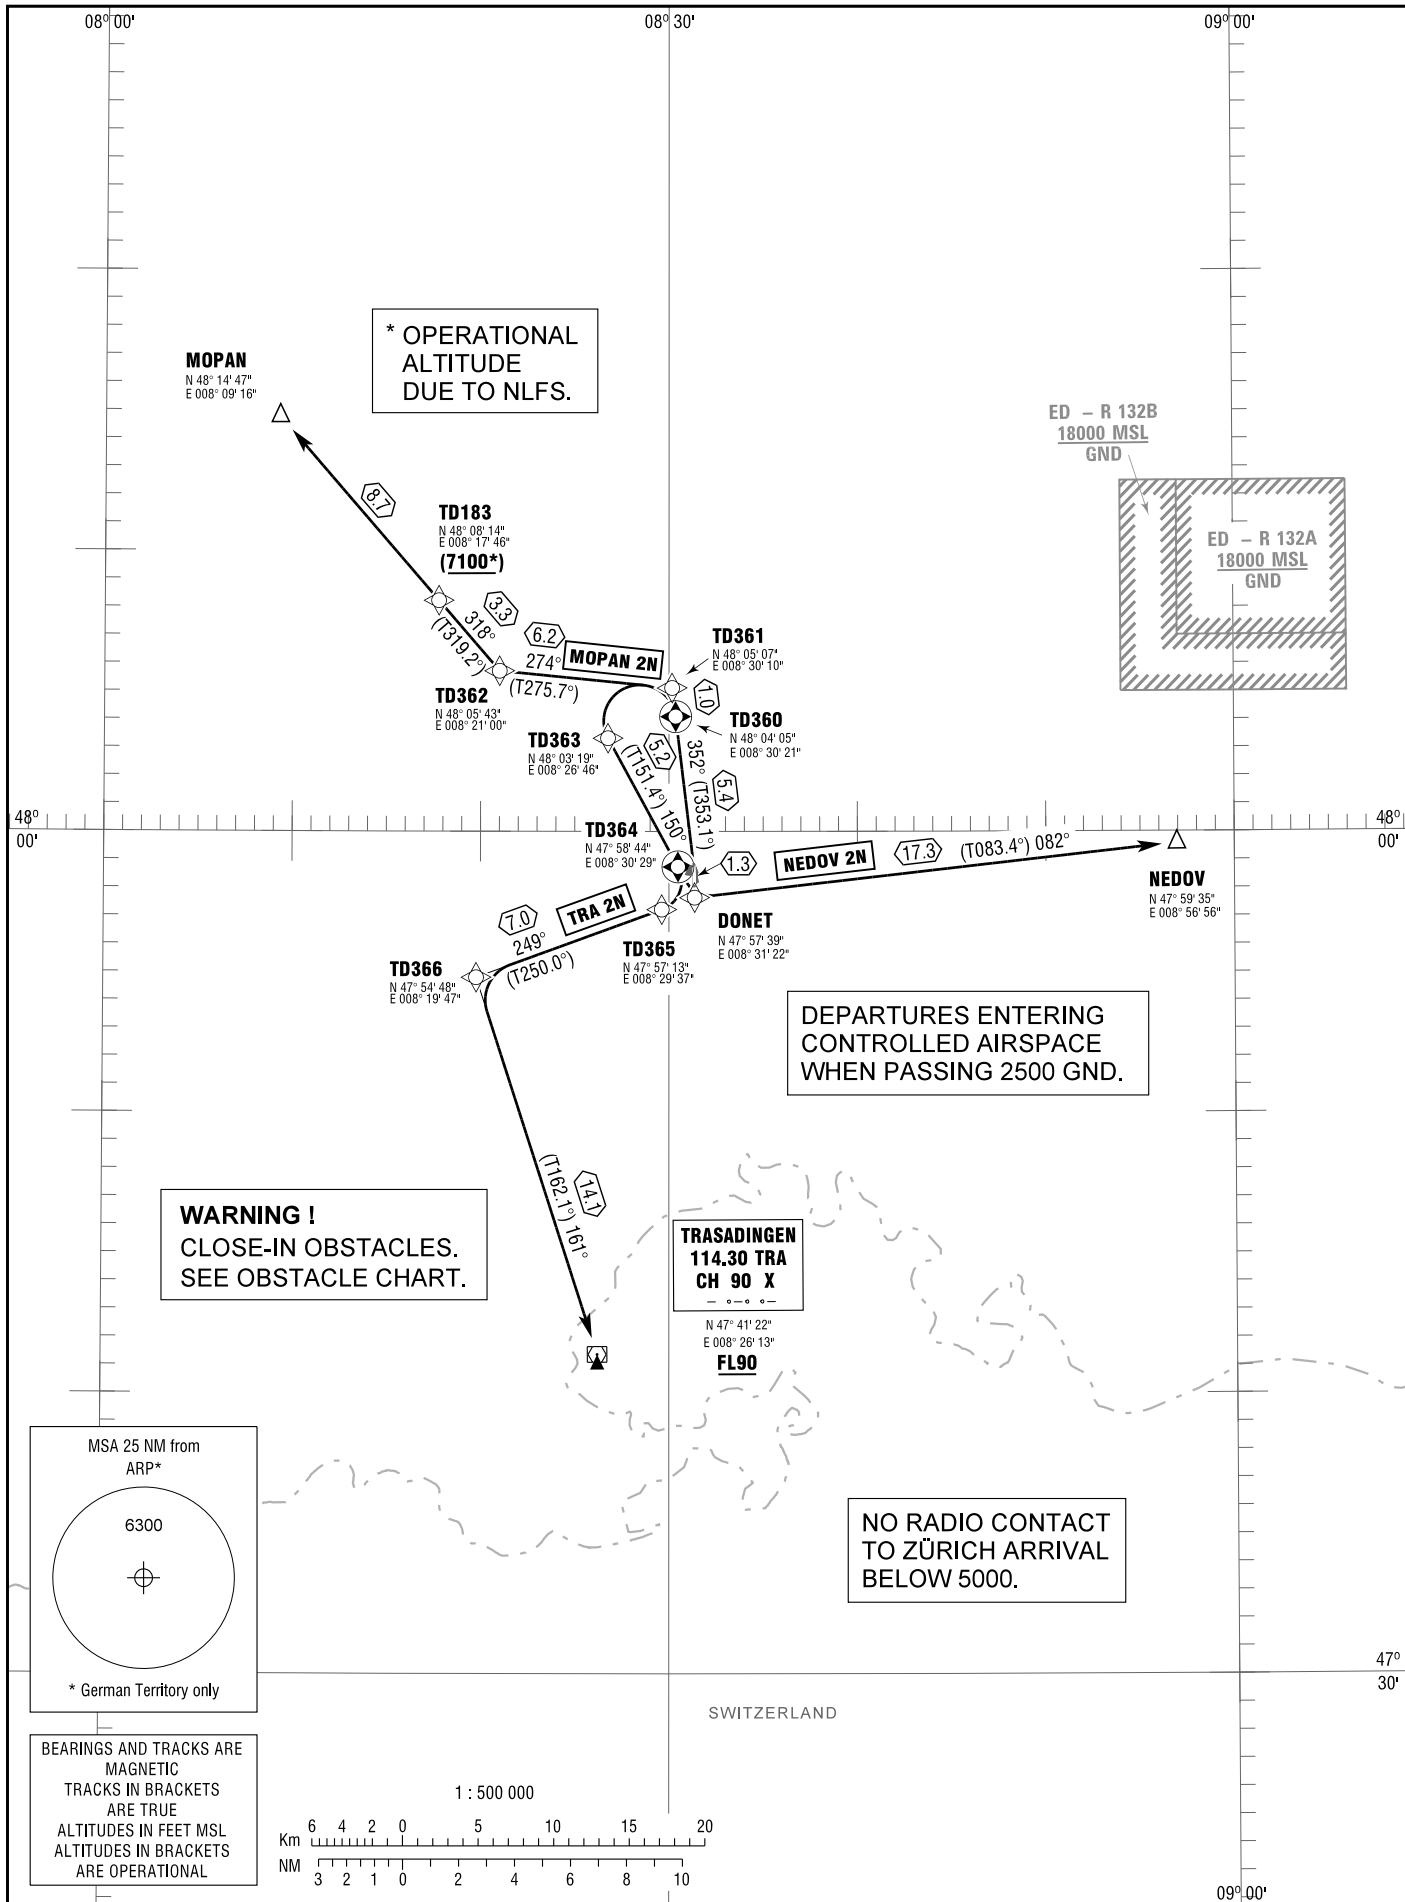 08° 00'
08° 30'
09° 00'
* OPERATIONAL
ALTITUDE
DUE TO NLFS.
MOPAN
N 48° 14' 47"
E 008° 09' 16"
ED – R 132B
18000 MSL
GND
8.7
TD183
N 48° 08' 14"
E 008° 17' 46"
(7100*)
ED – R 132A
18000 MSL
GND
3.3
318°
(T319.2°)
6.2
274°
(T275.7°)
MOPAN 2N
TD361
N 48° 05' 07"
E 008° 30' 10"
TD362
N 48° 05' 43"
E 008° 21' 00"
1.0
TD360
N 48° 04' 05"
E 008° 30' 21"
TD363
N 48° 03' 19"
E 008° 26' 46"
5.2
(T151.4°) 150°
352° (T353.1°)
5.4
48°
00'
48°
00'
TD364
N 47° 58' 44"
E 008° 30' 29"
1.3
NEDOV 2N
17.3
(T083.4°) 082°
NEDOV
N 47° 59' 35"
E 008° 56' 56"
DONET
N 47° 57' 39"
E 008° 31' 22"
7.0
TRA 2N
249°
(T250.0°)
TD365
N 47° 57' 13"
E 008° 29' 37"
TD366
N 47° 54' 48"
E 008° 19' 47"
DEPARTURES ENTERING
CONTROLLED AIRSPACE
WHEN PASSING 2500 GND.
(T162.1°) 161°
14.1
WARNING !
CLOSE-IN OBSTACLES.
SEE OBSTACLE CHART.
TRASADINGEN
114.30 TRA
CH 90 X
N 47° 41' 22"
E 008° 26' 13"
FL90
MSA 25 NM from
ARP*
6300
* German Territory only
NO RADIO CONTACT
TO ZÜRICH ARRIVAL
BELOW 5000.
47°
30'
SWITZERLAND
BEARINGS AND TRACKS ARE
MAGNETIC
TRACKS IN BRACKETS
ARE TRUE
ALTITUDES IN FEET MSL
ALTITUDES IN BRACKETS
ARE OPERATIONAL
1 : 500 000
Km 6 4 2 0 5 10 15 20
NM 3 2 1 0 2 4 6 8 10
09° 00'